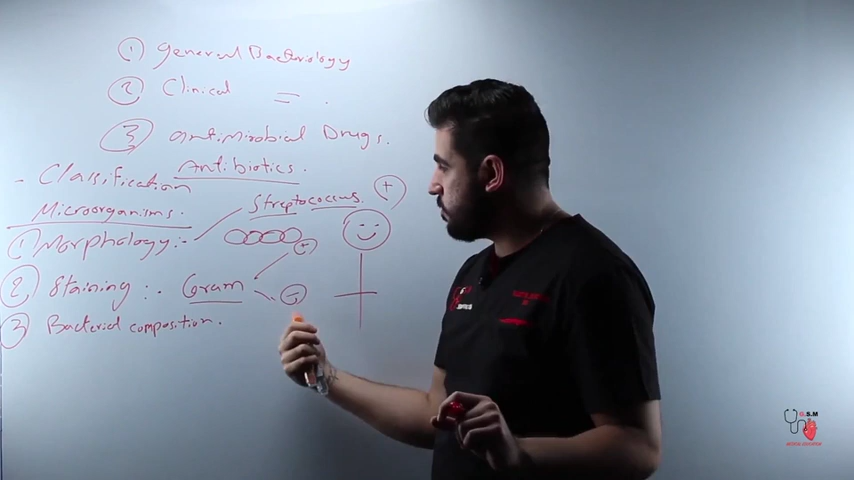 ① General Bacteriology
② Clinical = .
③ Antimicrobial Drugs.
Antibiotics.
- Classification
Microorganisms.
Streptococcus. +
① Morphology :-
+
② Staining :- Gram -
③ Bacterial composition.
G.S.M